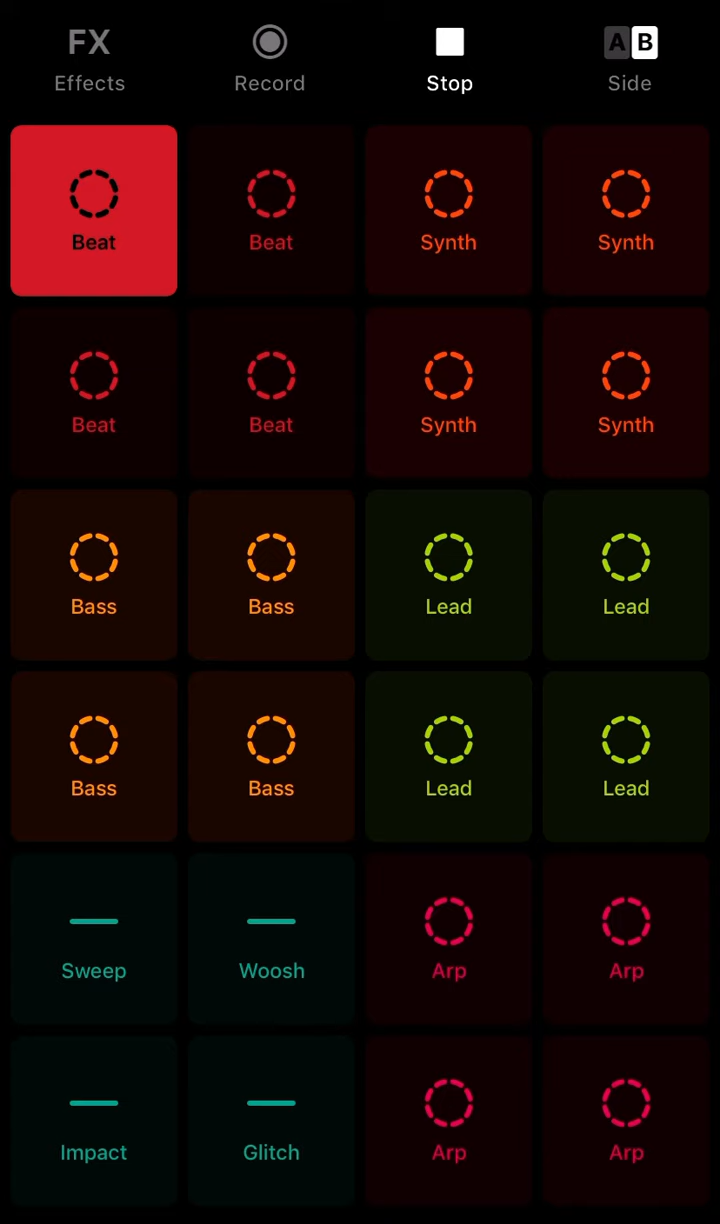 FX
Effects
Record
Stop
A B
Side
Beat Beat Synth Synth
Beat Beat Synth Synth
Bass Bass Lead Lead
Bass Bass Lead Lead
Sweep Woosh Arp Arp
Impact Glitch Arp Arp